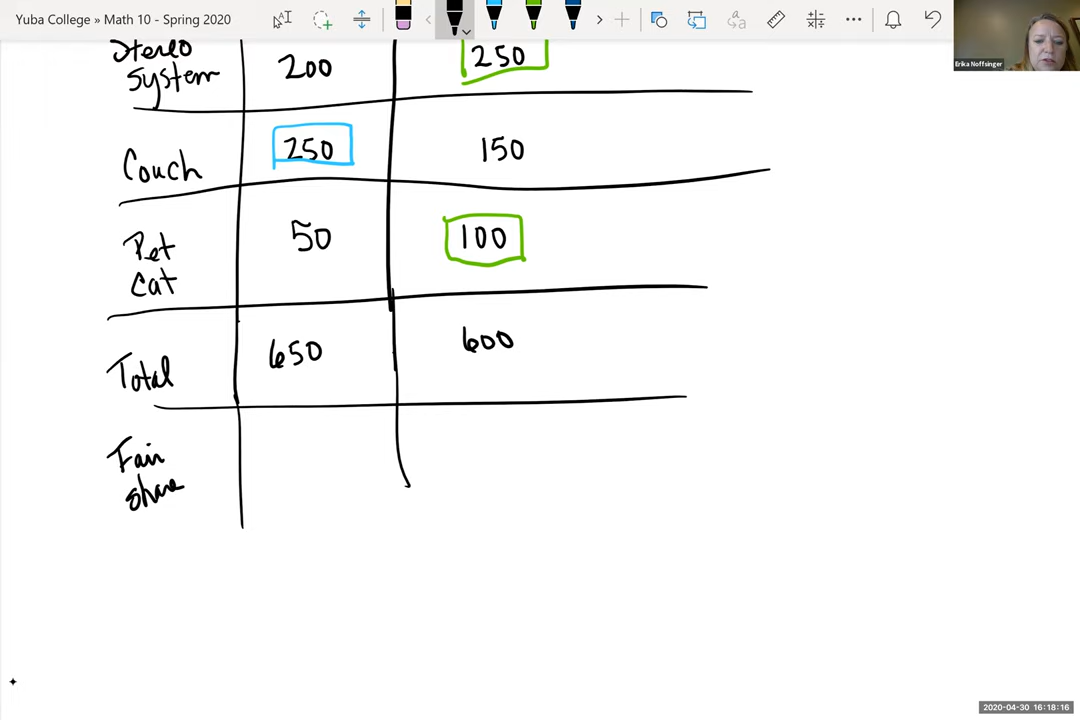 Yuba College » Math 10 - Spring 2020
Erika Noffsinger
Stereo
System 200 250
Couch 250 150
Pet
Cat 50 100
Total 650 600
Fair
share
2020-04-30 16:18:16